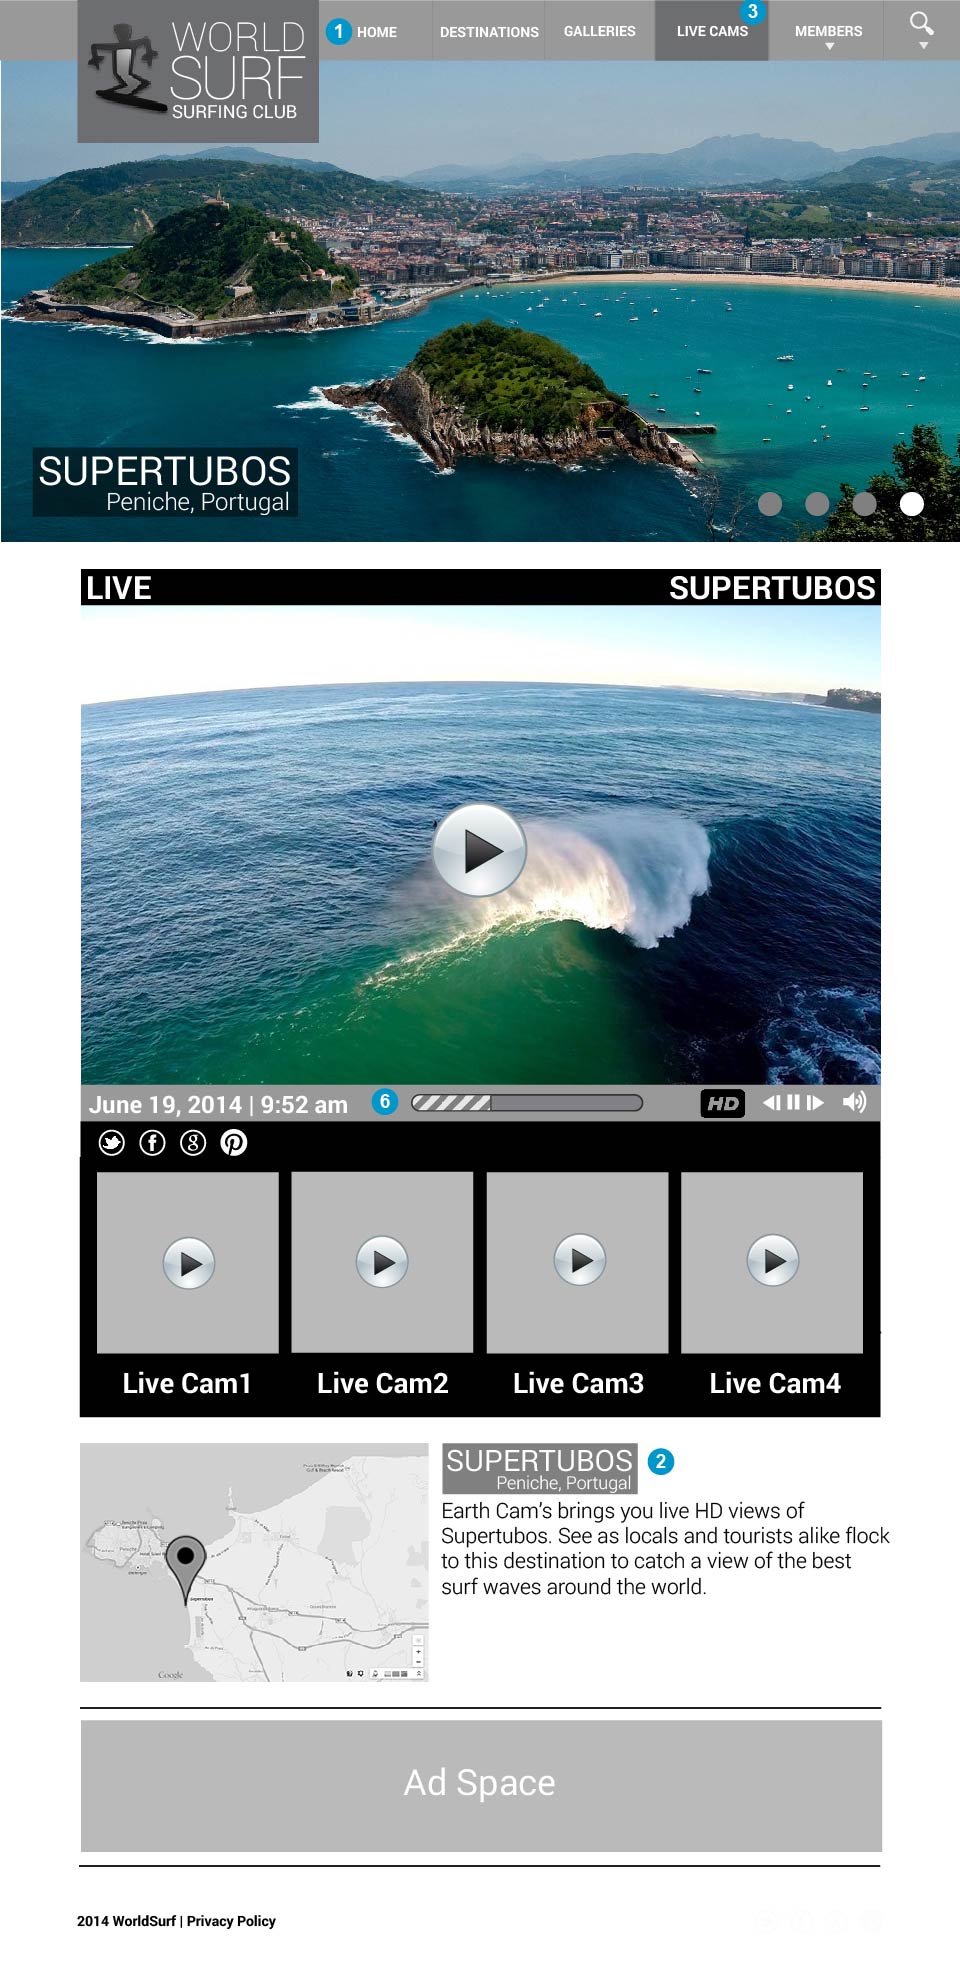 WORLD
SURF
SURFING CLUB
1 HOME
DESTINATIONS
GALLERIES
LIVE CAMS
3
MEMBERS
SUPERTUBOS
Peniche, Portugal
LIVE
SUPERTUBOS
June 19, 2014 | 9:52 am
6
HD
Live Cam1
Live Cam2
Live Cam3
Live Cam4
Google
SUPERTUBOS
2
Peniche, Portugal
Earth Cam's brings you live HD views of
Supertubos. See as locals and tourists alike flock
to this destination to catch a view of the best
surf waves around the world.
Ad Space
2014 WorldSurf | Privacy Policy